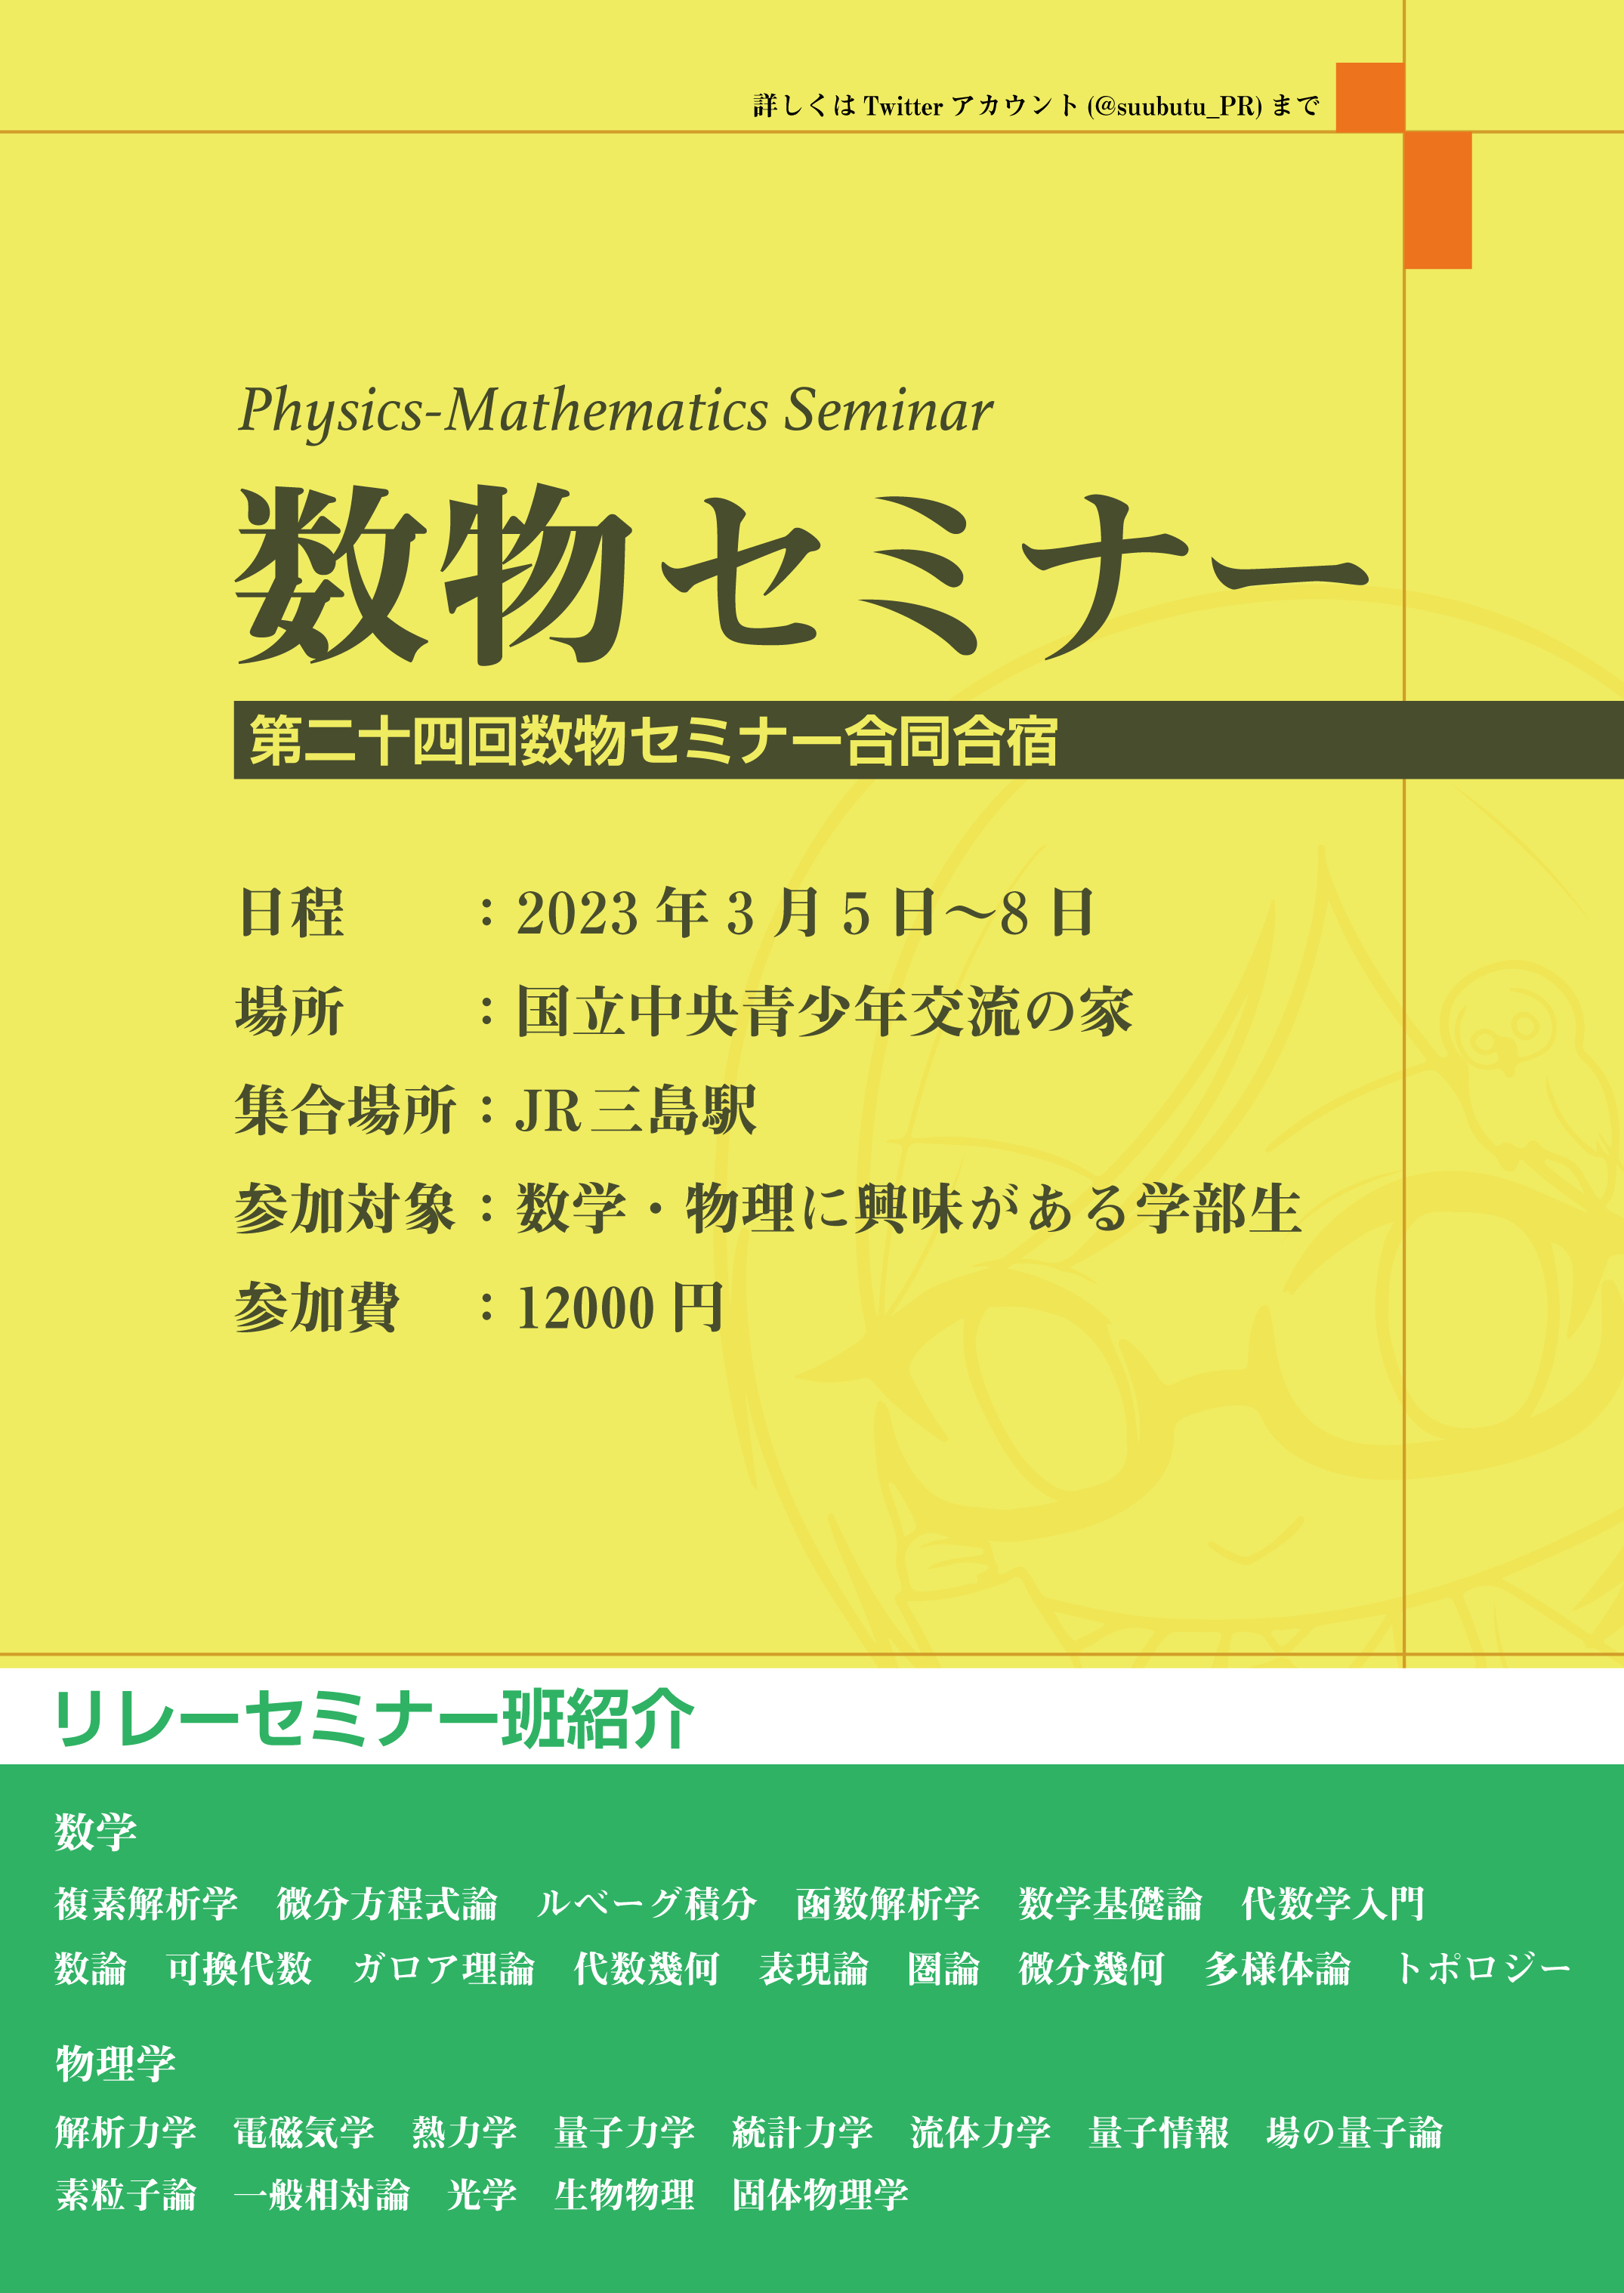 詳しくは Twitter アカウント (@suubutu_PR) まで
Physics-Mathematics Seminar
数物セミナー
第二十四回数物セミナー合同合宿
日程 ：2023 年 3 月 5 日〜8 日
場所 ：国立中央青少年交流の家
集合場所：JR 三島駅
参加対象：数学・物理に興味がある学部生
参加費 ：12000 円
リレーセミナー班紹介
数学
複素解析学 微分方程式論 ルベーグ積分 函数解析学 数学基礎論 代数学入門
数論 可換代数 ガロア理論 代数幾何 表現論 圏論 微分幾何 多様体論 トポロジー
物理学
解析力学 電磁気学 熱力学 量子力学 統計力学 流体力学 量子情報 場の量子論
素粒子論 一般相対論 光学 生物物理 固体物理学